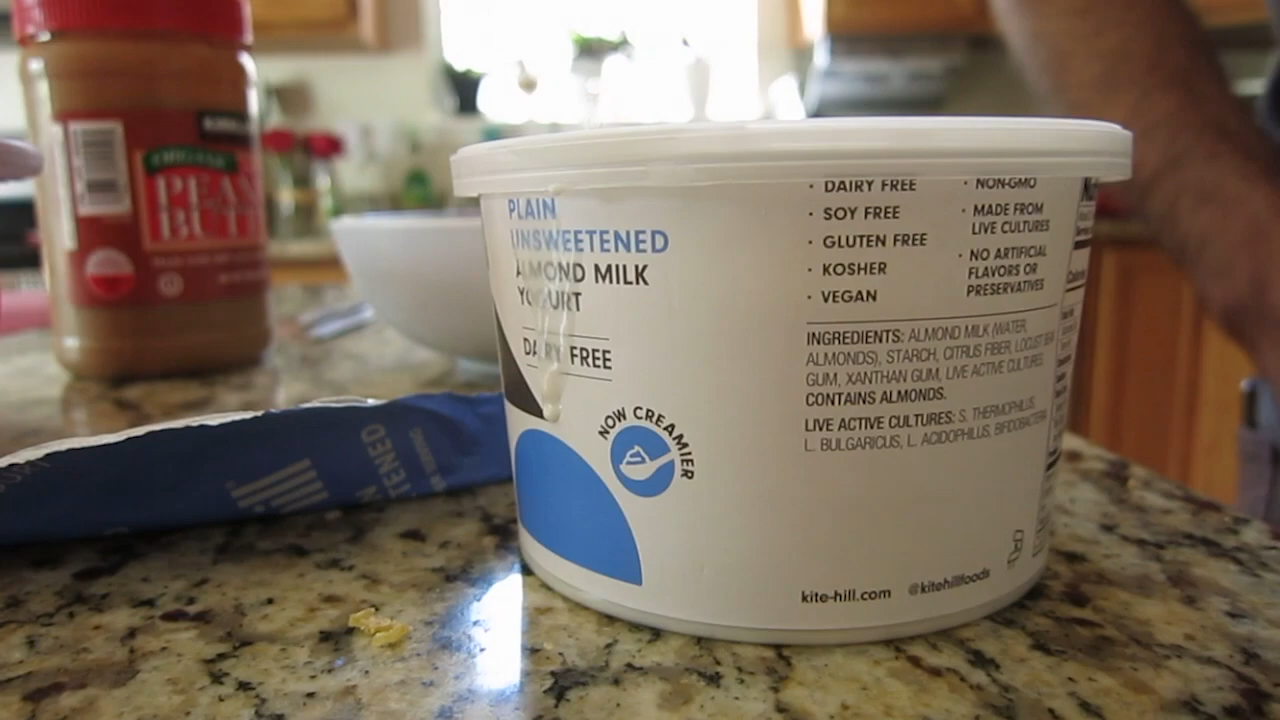 ORGANIC
PLAIN
UNSWEETENED
ALMOND MILK
YOGURT
DAIRY FREE
NOW CREAMIER
· DAIRY FREE
· SOY FREE
· GLUTEN FREE
· KOSHER
· VEGAN
· NON-GMO
· MADE FROM
LIVE CULTURES
· NO ARTIFICIAL
FLAVORS OR
PRESERVATIVES
INGREDIENTS: ALMOND MILK (WATER,
ALMONDS), STARCH, CITRUS FIBER, LOCUST BEAN
GUM, XANTHAN GUM, LIVE ACTIVE CULTURES.
CONTAINS ALMONDS.
LIVE ACTIVE CULTURES: S. THERMOPHILUS,
L. BULGARICUS, L. ACIDOPHILUS, BIFIDOBACTERIA
kite-hill.com @kitehillfoods
PEAN
BUT